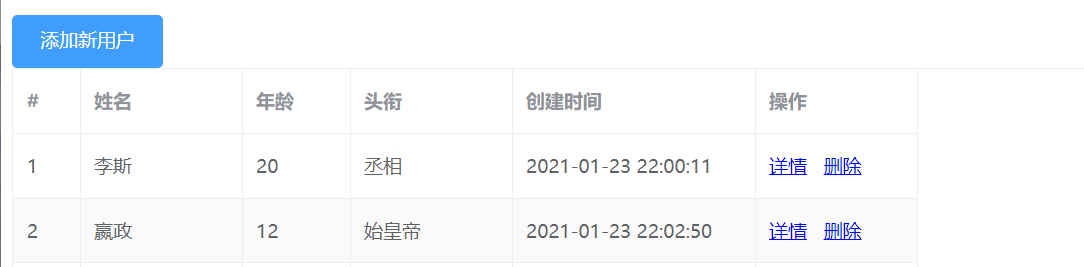 添加新用户
# 姓名 年龄 头衔 创建时间 操作
1 李斯 20 丞相 2021-01-23 22:00:11 详情 删除
2 嬴政 12 始皇帝 2021-01-23 22:02:50 详情 删除